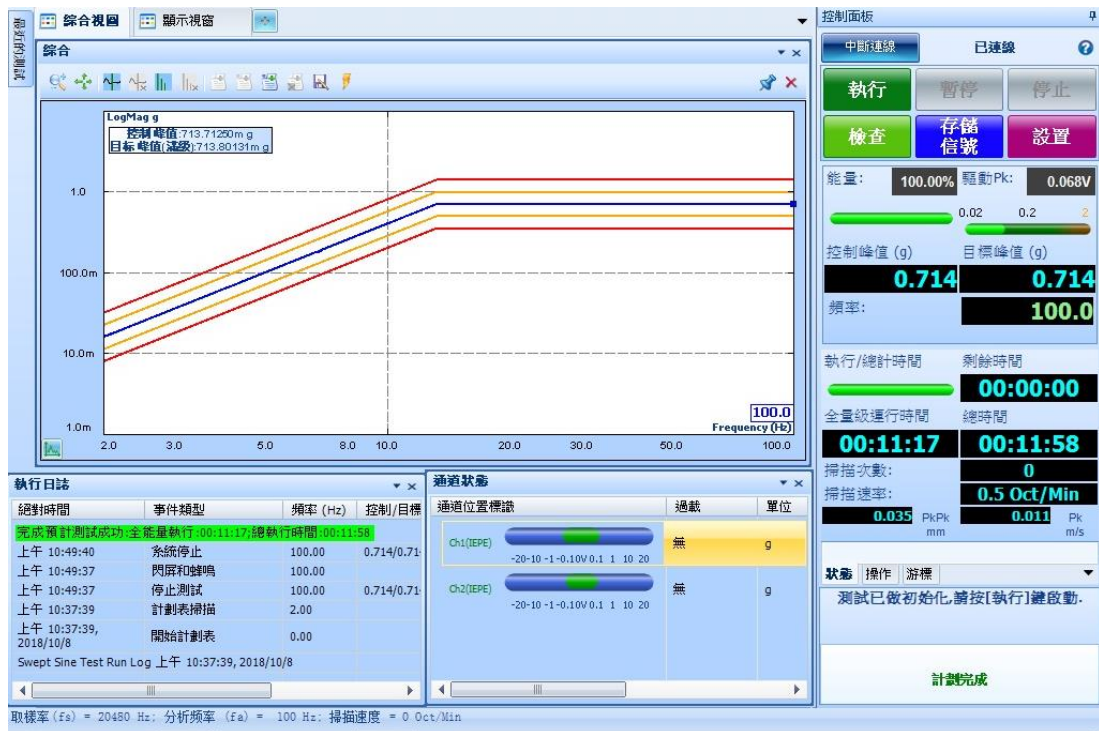 最近的測試
綜合視圖
顯示視窗
綜合
LogMag g
控制 峰值:713.71250m g
目标 峰值(滿級):713.80131m g
1.0
100.0m
10.0m
1.0m
100.0
Frequency (Hz)
2.0 3.0 5.0 8.0 10.0 20.0 30.0 50.0 100.0
執行日誌
絕對時間 事件類型 頻率 (Hz) 控制/目標
完成預計測試成功:全能量執行:00:11:17;總執行時間:00:11:58
上午 10:49:40 系統停止 100.00 0.714/0.71
上午 10:49:37 閃屏和蜂鳴 100.00
上午 10:49:37 停止測試 100.00 0.714/0.71
上午 10:37:39 計劃表掃描 2.00
上午 10:37:39,
2018/10/8 開始計劃表 0.00
Swept Sine Test Run Log 上午 10:37:39, 2018/10/8
通道狀態
通道位置標識 過載 單位
Ch1(IEPE) 無 g
-20-10 -1 -0.10V 0.1 1 10 20
Ch2(IEPE) 無 g
-20-10 -1 -0.10V 0.1 1 10 20
控制面板
中斷連線 已連線
執行 暫停 停止
檢查 存儲信號 設置
能量: 100.00% 驅動Pk: 0.068V
0.02 0.2 2
控制峰值 (g) 目標峰值 (g)
0.714 0.714
頻率: 100.0
執行/總計時間 剩餘時間
00:00:00
全量級運行時間 總時間
00:11:17 00:11:58
掃描次數: 0
掃描速率: 0.5 Oct/Min
0.035 PkPk 0.011 Pk
mm m/s
狀態 操作 游標
測試已做初始化,請按[執行]鍵啟動.
計劃完成
取樣率(fs) = 20480 Hz; 分析頻率 (fa) = 100 Hz; 掃描速度 = 0 Oct/Min